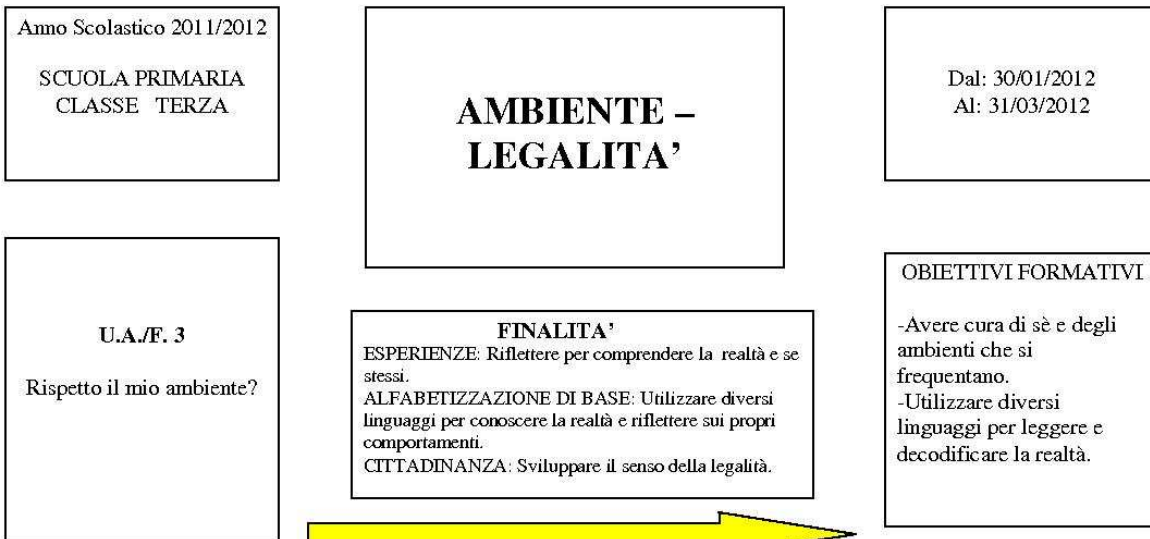 Anno Scolastico 2011/2012
SCUOLA PRIMARIA
CLASSE TERZA
AMBIENTE –
LEGALITA’
Dal: 30/01/2012
Al: 31/03/2012
U.A./F. 3
Rispetto il mio ambiente?
FINALITA’
ESPERIENZE: Riflettere per comprendere la realtà e se
stessi.
ALFABETIZZAZIONE DI BASE: Utilizzare diversi
linguaggi per conoscere la realtà e riflettere sui propri
comportamenti.
CITTADINANZA: Sviluppare il senso della legalità.
OBIETTIVI FORMATIVI
-Avere cura di sè e degli
ambienti che si
frequentano.
-Utilizzare diversi
linguaggi per leggere e
decodificare la realtà.